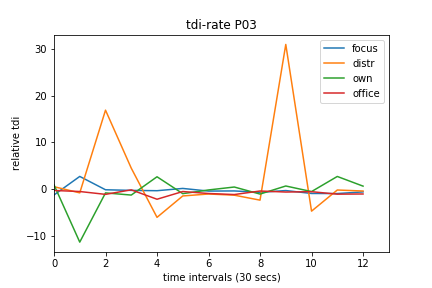 tdi-rate P03
30
20
10
0
−10
relative tdi
focus
distr
own
office
0 2 4 6 8 10 12
time intervals (30 secs)